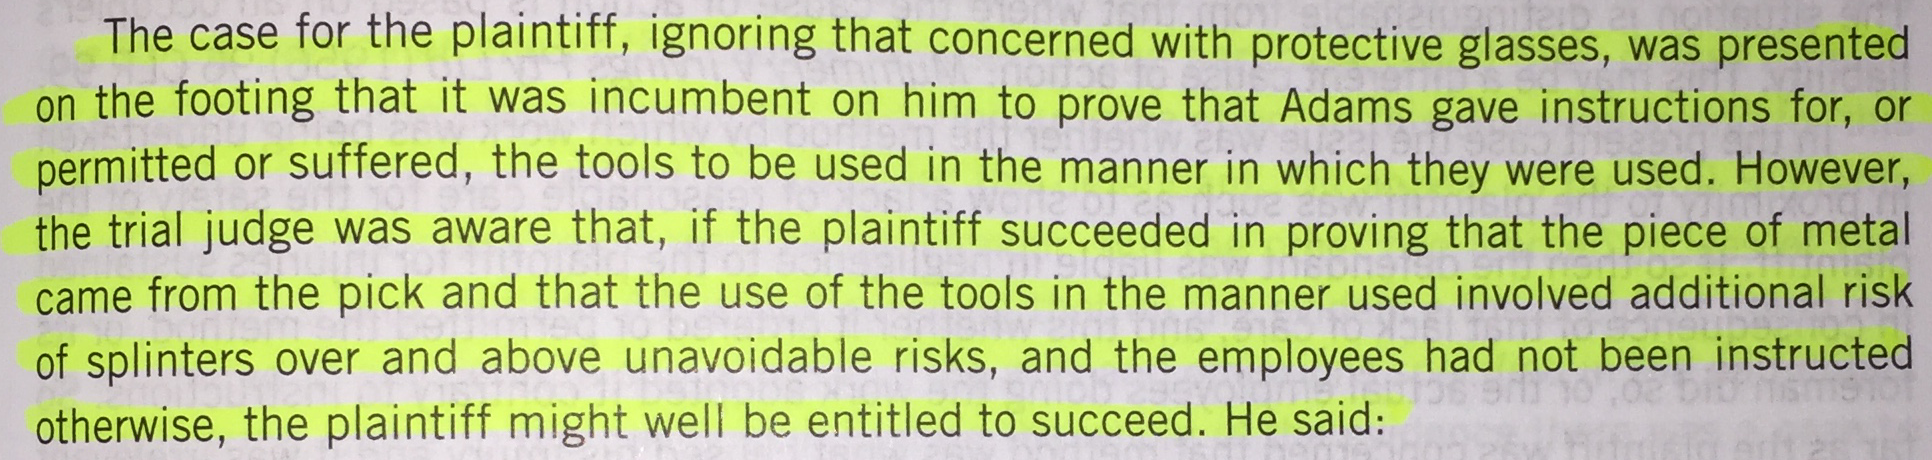 The case for the plaintiff, ignoring that concerned with protective glasses, was presented
on the footing that it was incumbent on him to prove that Adams gave instructions for, or
permitted or suffered, the tools to be used in the manner in which they were used. However,
the trial judge was aware that, if the plaintiff succeeded in proving that the piece of metal
came from the pick and that the use of the tools in the manner used involved additional risk
of splinters over and above unavoidable risks, and the employees had not been instructed
otherwise, the plaintiff might well be entitled to succeed. He said: